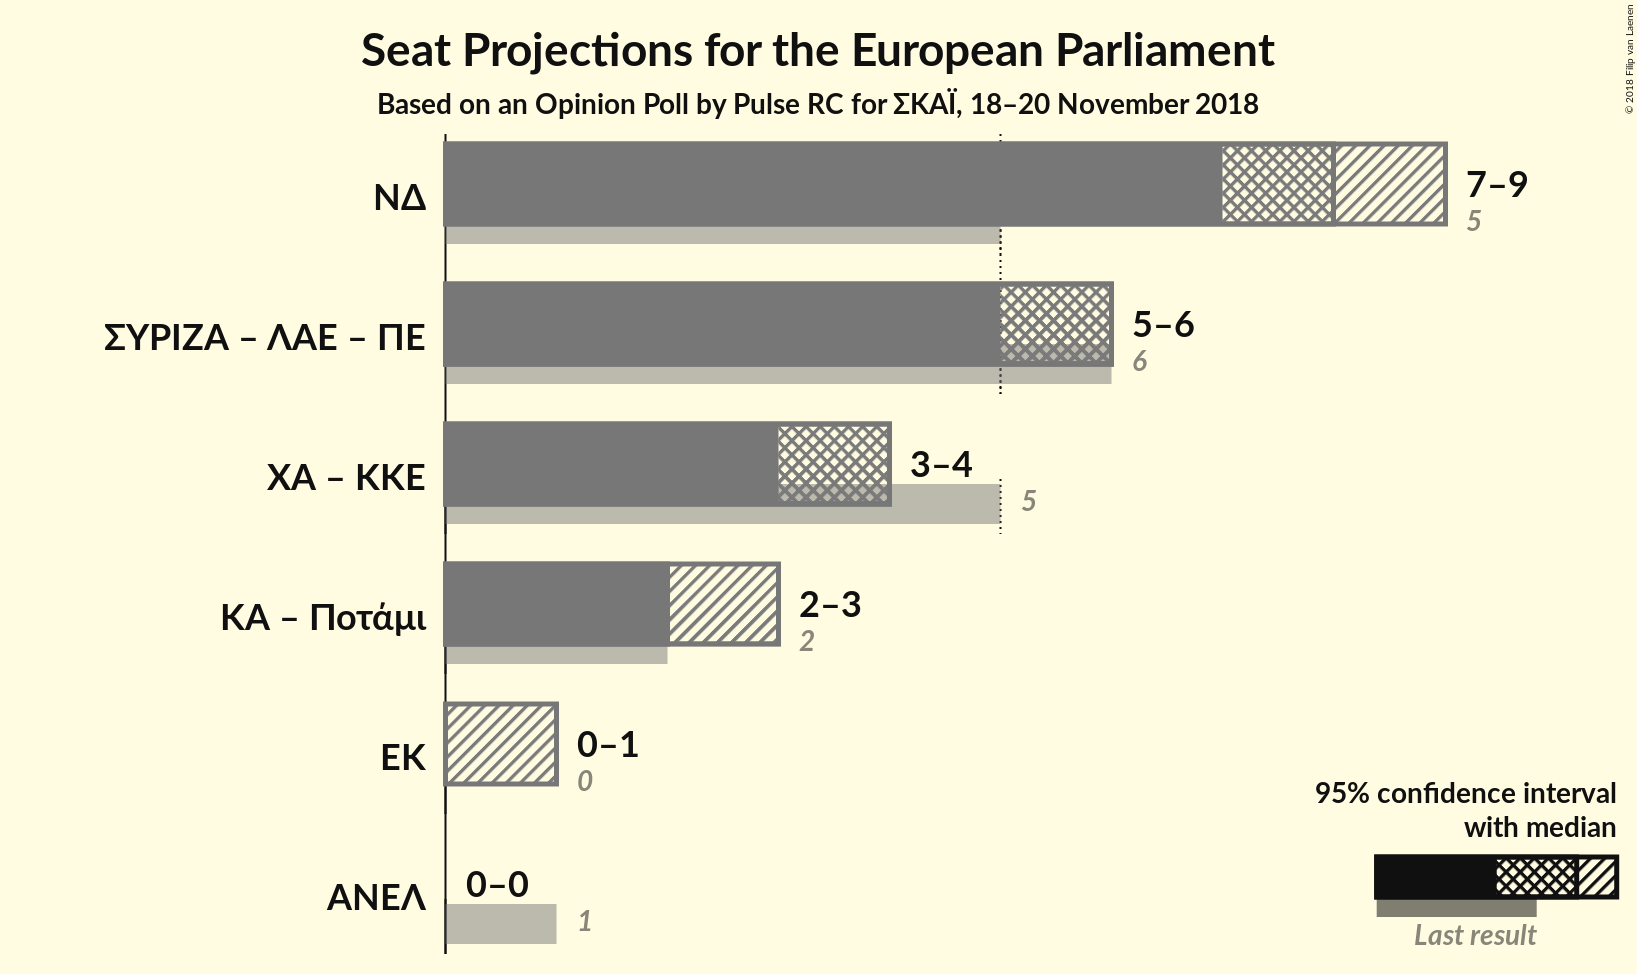 Seat Projections for the European Parliament
Based on an Opinion Poll by Pulse RC for ΣΚΑΪ, 18–20 November 2018
© 2018 Filip van Laenen
ΝΔ
7–9
5
ΣΥΡΙΖΑ – ΛΑΕ – ΠΕ
5–6
6
ΧΑ – ΚΚΕ
3–4
5
ΚΑ – Ποτάμι
2–3
2
ΕΚ
0–1
0
ΑΝΕΛ
0–0
1
95% confidence interval
with median
Last result